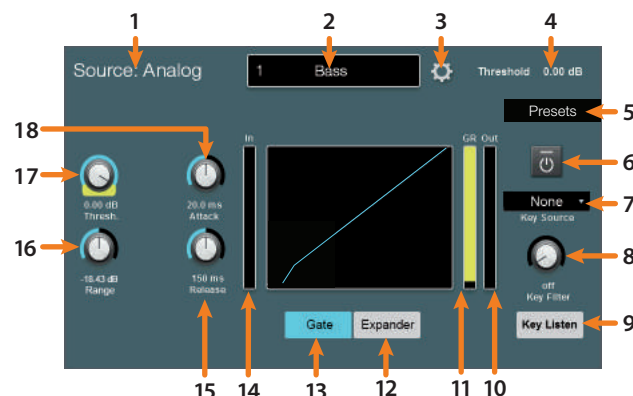 1 2 3 4
Source: Analog
1 Bass
Threshold 0.00 dB
Presets 5
18
In
GR Out
6
17
0.00 dB
Thresh.
20.0 ms
Attack
None 7
Key Source
16
8
-18.43 dB
Range
150 ms
Release
off
Key Filter
Gate
Expander
Key Listen 9
15 14 13 12 11 10